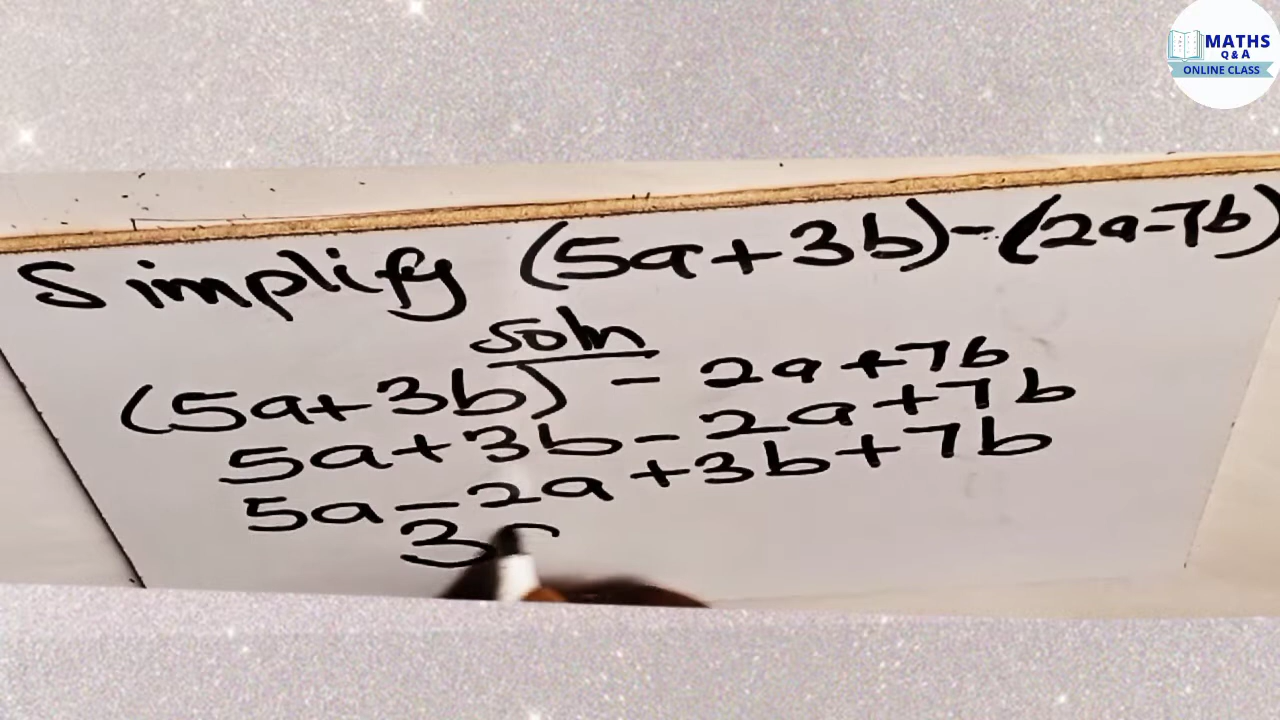 MATHS
Q & A
ONLINE CLASS
Simplify (5a+3b)-(2a-7b)
Soln
(5a+3b) - 2a+7b
5a+3b-2a+7b
5a-2a+3b+7b
3